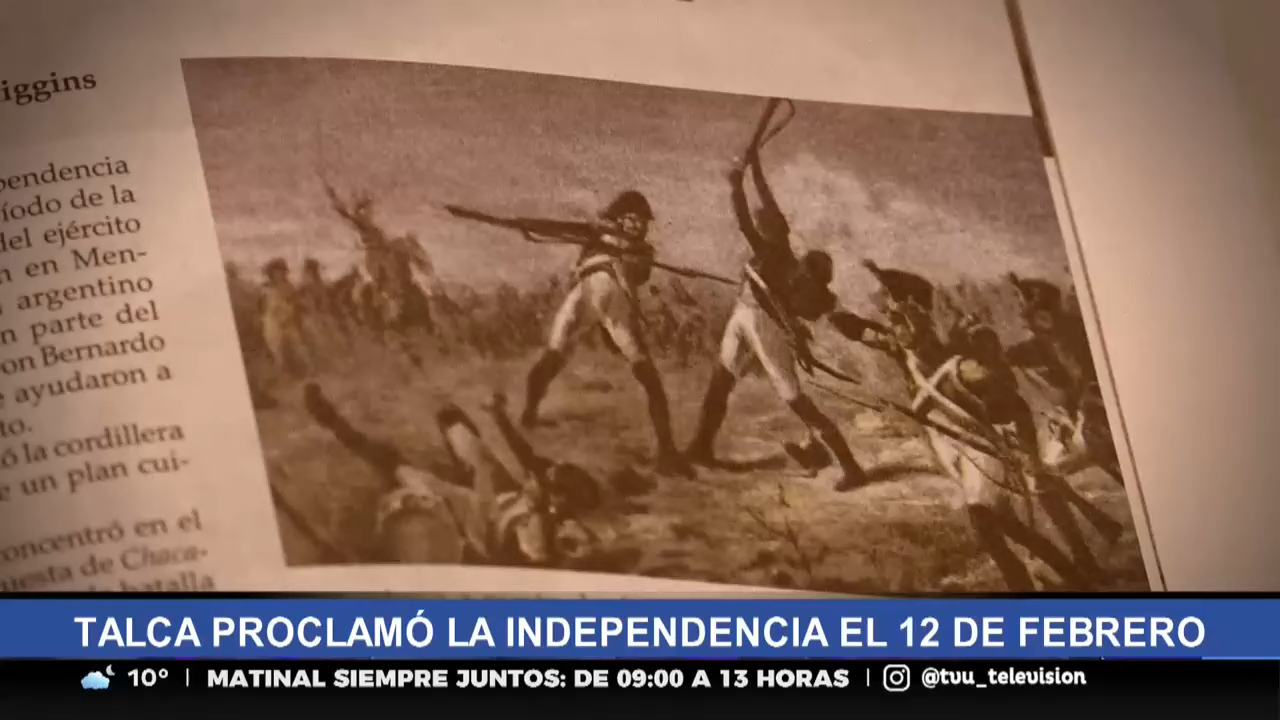 iggins
pendencia
íodo de la
del ejército
n en Men-
argentino
n parte del
on Bernardo
e ayudaron a
to.
ó la cordillera
e un plan cui-
concentró en el
uesta de Chaca-
batalla
TALCA PROCLAMÓ LA INDEPENDENCIA EL 12 DE FEBRERO
10° | MATINAL SIEMPRE JUNTOS: DE 09:00 A 13 HORAS | @tvu_television